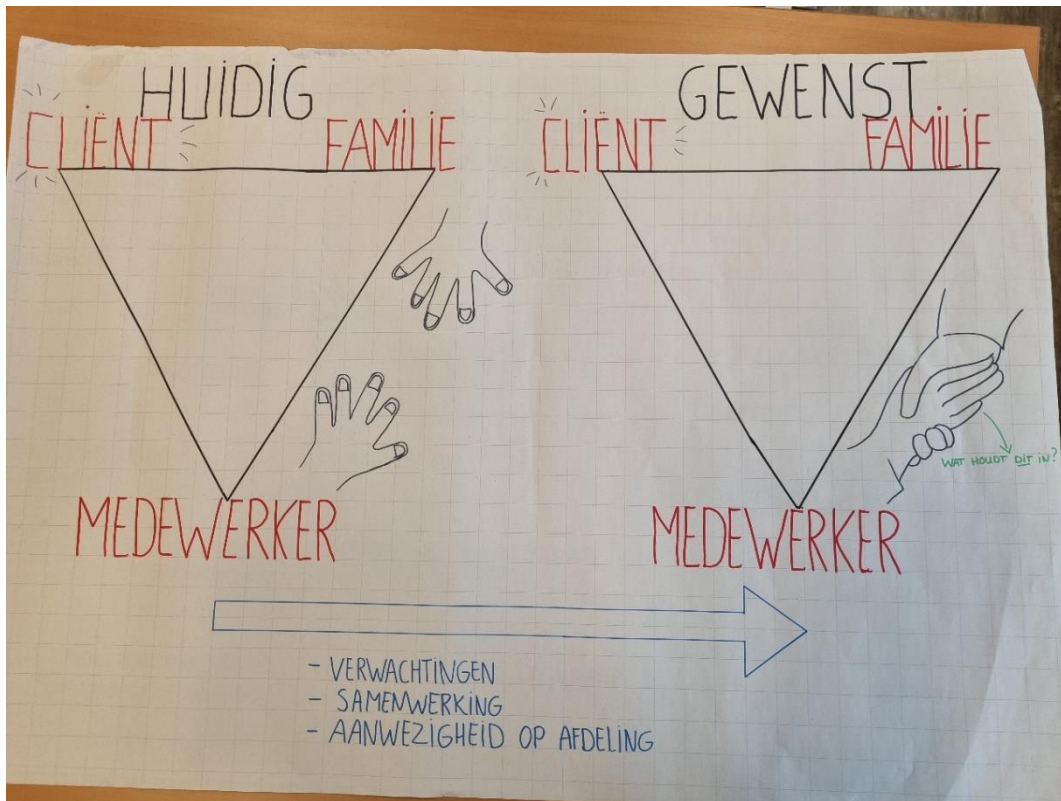 HUIDIG
CLIËNT FAMILIE
MEDEWERKER
GEWENST
CLIËNT FAMILIE
WAT HOUDT DIT IN?
MEDEWERKER
- VERWACHTINGEN
- SAMENWERKING
- AANWEZIGHEID OP AFDELING